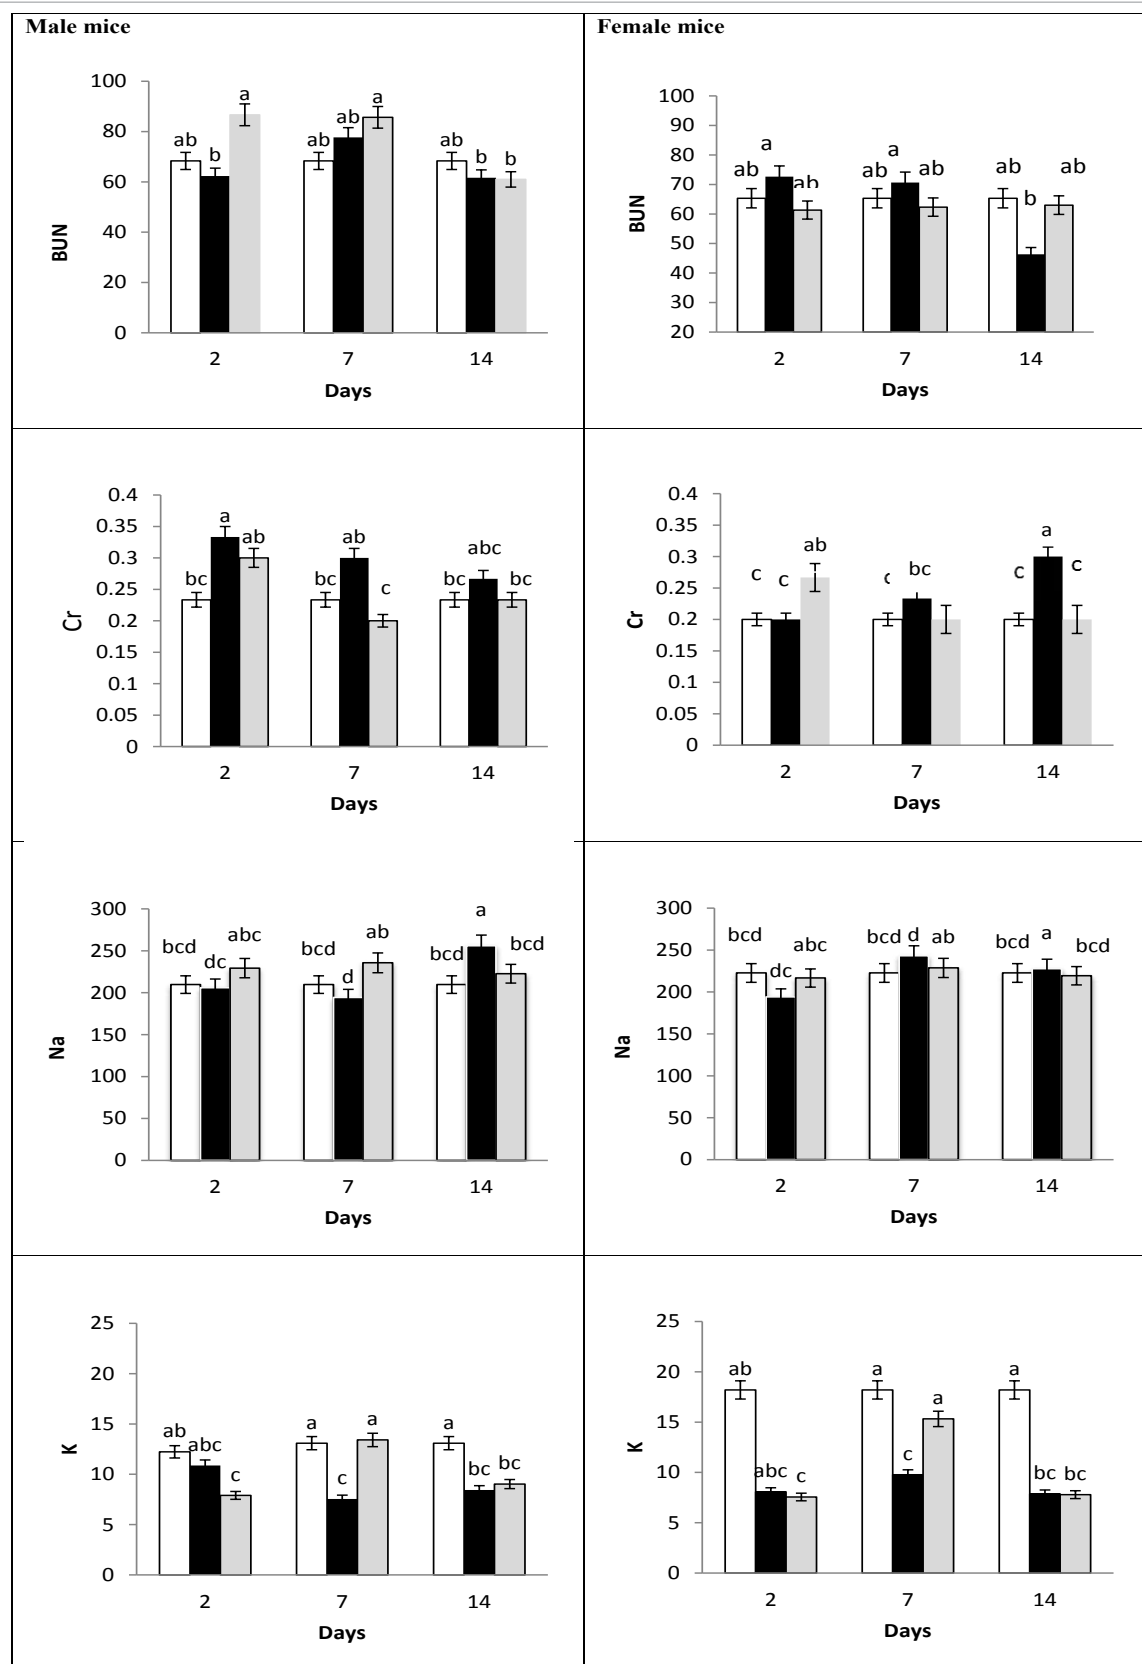 Male mice
BUN
100
80
60
40
20
0
ab b a
ab ab a
ab b b
2 7 14
Days
Female mice
BUN
100
90
80
70
60
50
40
30
20
ab a ab
ab a ab
ab b ab
2 7 14
Days
Cr
0.4
0.35
0.3
0.25
0.2
0.15
0.1
0.05
0
bc a ab
bc ab c
bc abc bc
2 7 14
Days
Cr
0.4
0.35
0.3
0.25
0.2
0.15
0.1
0.05
0
c c ab
c bc
c a c
2 7 14
Days
Na
300
250
200
150
100
50
0
bcd dc abc
bcd d ab
bcd a bcd
2 7 14
Days
Na
300
250
200
150
100
50
0
bcd dc abc
bcd d ab
bcd a bcd
2 7 14
Days
K
25
20
15
10
5
0
ab abc c
a c a
a bc bc
2 7 14
Days
K
25
20
15
10
5
0
ab abc c
a c a
a bc bc
2 7 14
Days